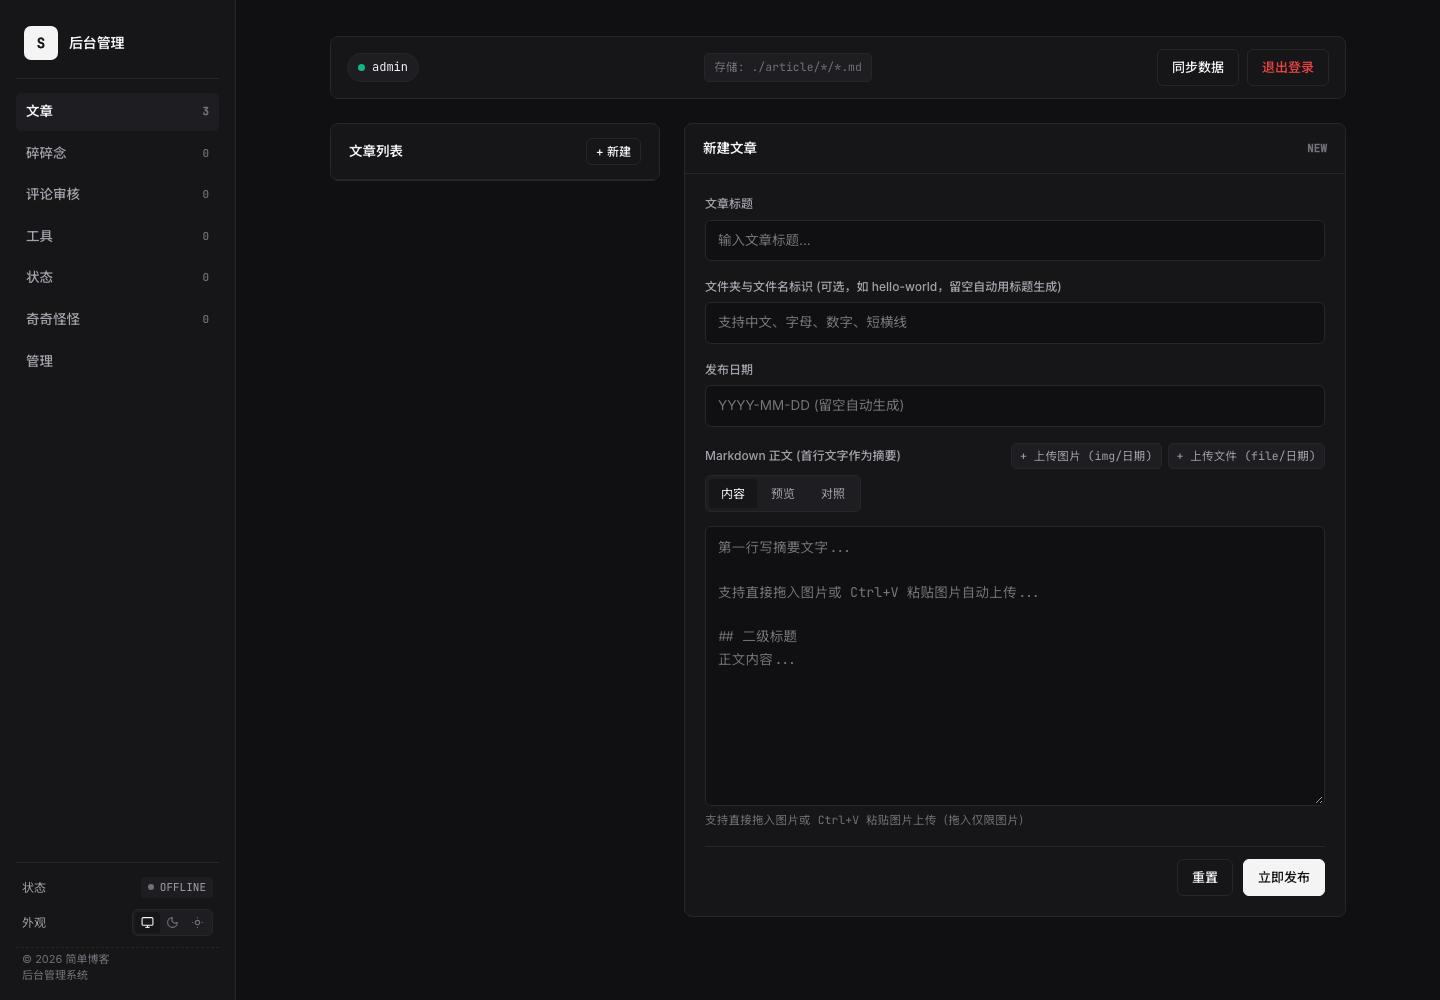 S 后台管理
文章 3
碎碎念 0
评论审核 0
工具 0
状态 0
奇奇怪怪 0
管理
状态 OFFLINE
外观
© 2026 简单博客
后台管理系统
admin
存储: ./article/*/*.md
同步数据
退出登录
文章列表
+ 新建
新建文章
NEW
文章标题
输入文章标题...
文件夹与文件名标识 (可选，如 hello-world，留空自动用标题生成)
支持中文、字母、数字、短横线
发布日期
YYYY-MM-DD (留空自动生成)
Markdown 正文 (首行文字作为摘要)
+ 上传图片 (img/日期)
+ 上传文件 (file/日期)
内容 预览 对照
第一行写摘要文字...
支持直接拖入图片或 Ctrl+V 粘贴图片自动上传...
## 二级标题
正文内容...
支持直接拖入图片或 Ctrl+V 粘贴图片上传 (拖入仅限图片)
重置
立即发布